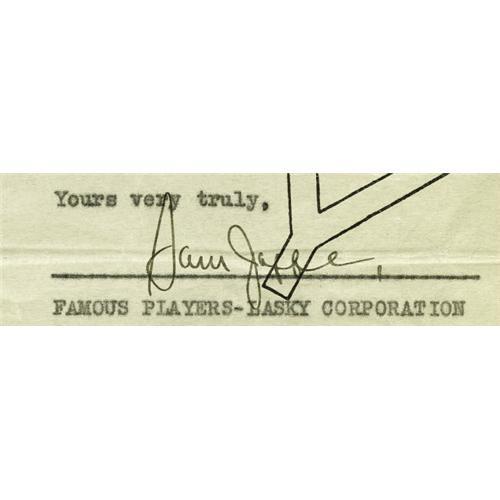 Yours very truly,
Sam Jaffe,
FAMOUS PLAYERS-LASKY CORPORATION